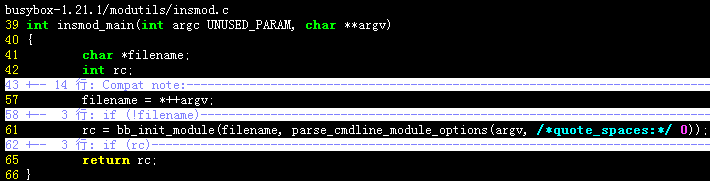 busybox-1.21.1/modutils/insmod.c
39 int insmod_main(int argc UNUSED_PARAM, char **argv)
40 {
41         char *filename;
42         int rc;
43 +-- 14 行: Compat note:-----------------------------------------------------------------
57         filename = *++argv;
58 +--  3 行: if (!filename)-----------------------------------------------------------------
61         rc = bb_init_module(filename, parse_cmdline_module_options(argv, /*quote_spaces:*/ 0));
62 +--  3 行: if (rc)-----------------------------------------------------------------
65         return rc;
66 }